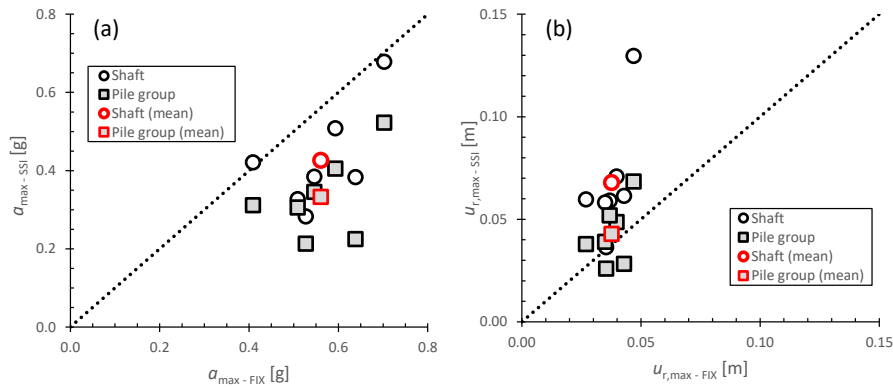 (a)
0.8
0.6
0.4
0.2
0.0
a max - SSI [g]
Shaft
Pile group
Shaft (mean)
Pile group (mean)
0.0 0.2 0.4 0.6 0.8
a max - FIX [g]
(b)
0.15
0.10
0.05
0.00
u r,max - SSI [m]
Shaft
Pile group
Shaft (mean)
Pile group (mean)
0.00 0.05 0.10 0.15
u r,max - FIX [m]